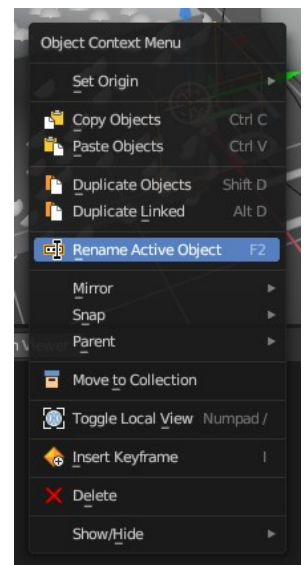 Object Context Menu
Set Origin
Copy Objects Ctrl C
Paste Objects Ctrl V
Duplicate Objects Shift D
Duplicate Linked Alt D
Rename Active Object F2
Mirror
Snap
Parent
Move to Collection
Toggle Local View Numpad /
Insert Keyframe I
Delete
Show/Hide